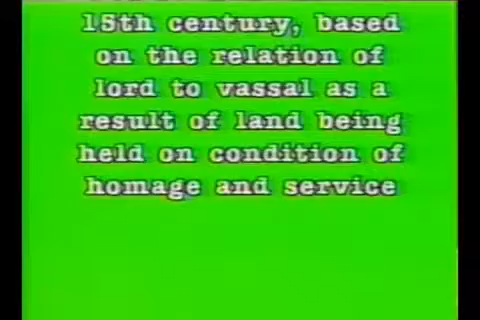 15th century, based
on the relation of
lord to vassal as a
result of land being
held on condition of
homage and service